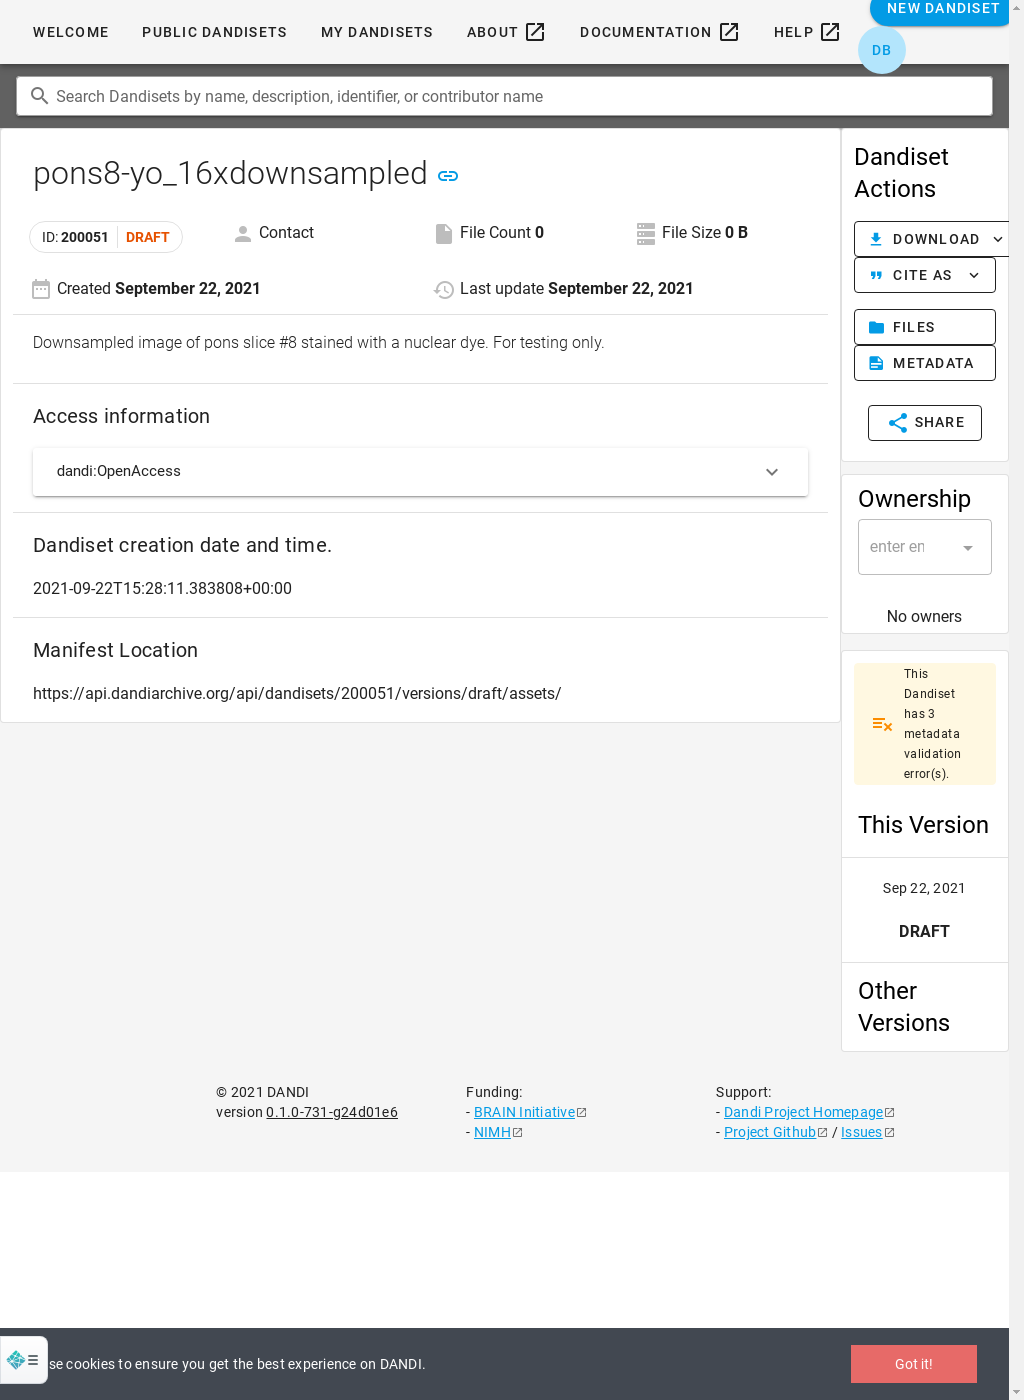 WELCOME PUBLIC DANDISETS MY DANDISETS ABOUT DOCUMENTATION HELP NEW DANDISET
DB
Search Dandisets by name, description, identifier, or contributor name
pons8-yo_16xdownsampled
ID: 200051 DRAFT Contact File Count 0 File Size 0 B
Created September 22, 2021 Last update September 22, 2021
Downsampled image of pons slice #8 stained with a nuclear dye. For testing only.
Access information
dandi:OpenAccess
Dandiset creation date and time.
2021-09-22T15:28:11.383808+00:00
Manifest Location
https://api.dandiarchive.org/api/dandisets/200051/versions/draft/assets/
Dandiset
Actions
DOWNLOAD
CITE AS
FILES
METADATA
SHARE
Ownership
enter
No owners
This
Dandiset
has 3
metadata
validation
error(s).
This Version
Sep 22, 2021
DRAFT
Other
Versions
© 2021 DANDI
version 0.1.0-731-g24d01e6
Funding:
- BRAIN Initiative
- NIMH
Support:
- Dandi Project Homepage
- Project Github / Issues
cookies to ensure you get the best experience on DANDI.
Got it!